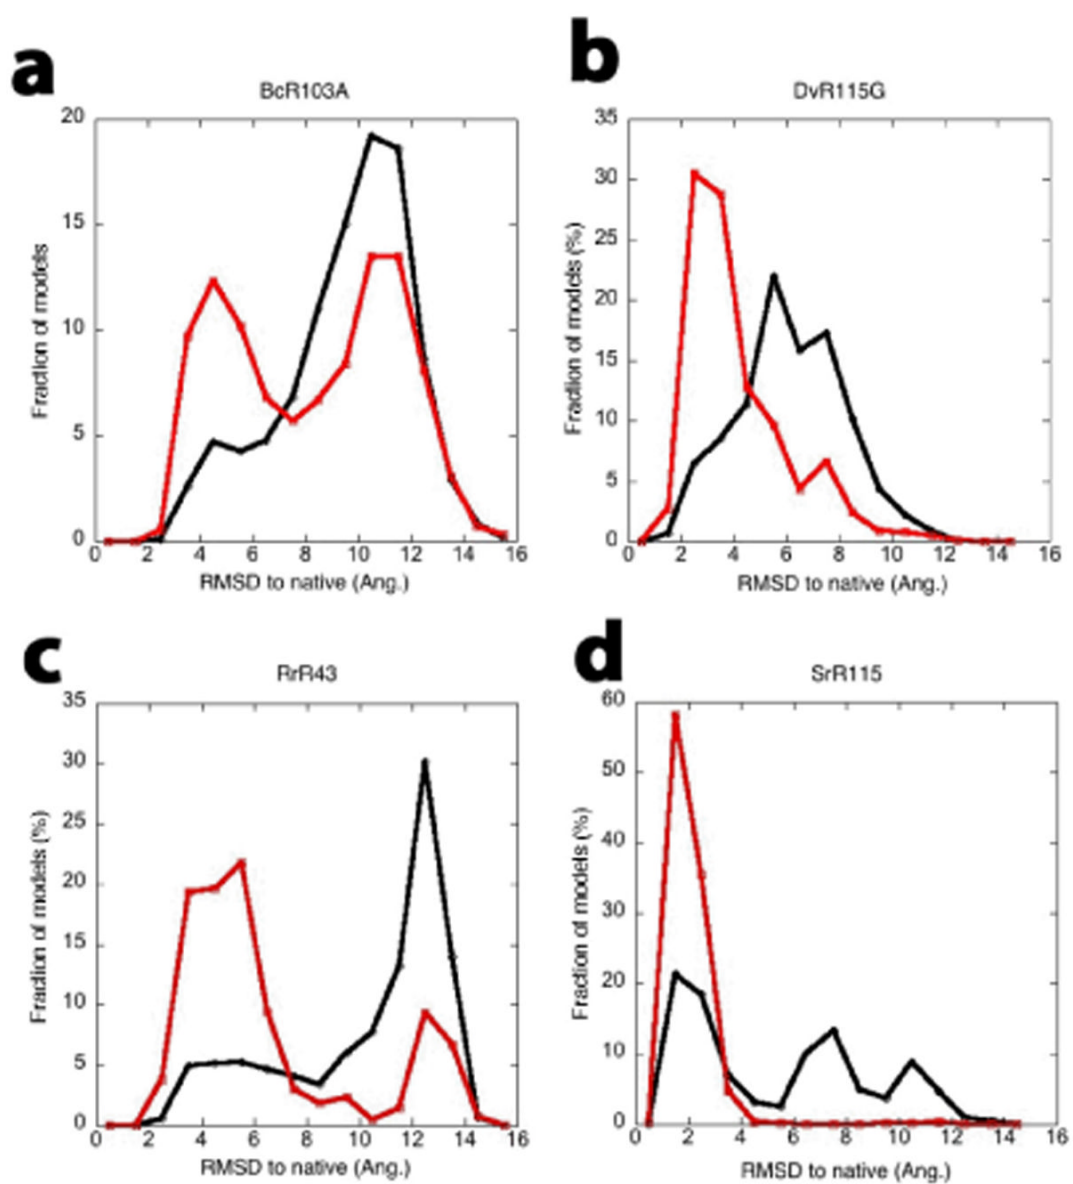 a
BcR103A
20
15
10
5
0
0 2 4 6 8 10 12 14 16
Fraction of models
RMSD to native (Ang.)
b
DvR115G
35
30
25
20
15
10
5
0
0 2 4 6 8 10 12 14 16
Fraction of models (%)
RMSD to native (Ang.)
c
RrR43
35
30
25
20
15
10
5
0
0 2 4 6 8 10 12 14 16
Fraction of models (%)
RMSD to native (Ang.)
d
SrR115
60
50
40
30
20
10
0
0 2 4 6 8 10 12 14 16
Fraction of models (%)
RMSD to native (Ang.)